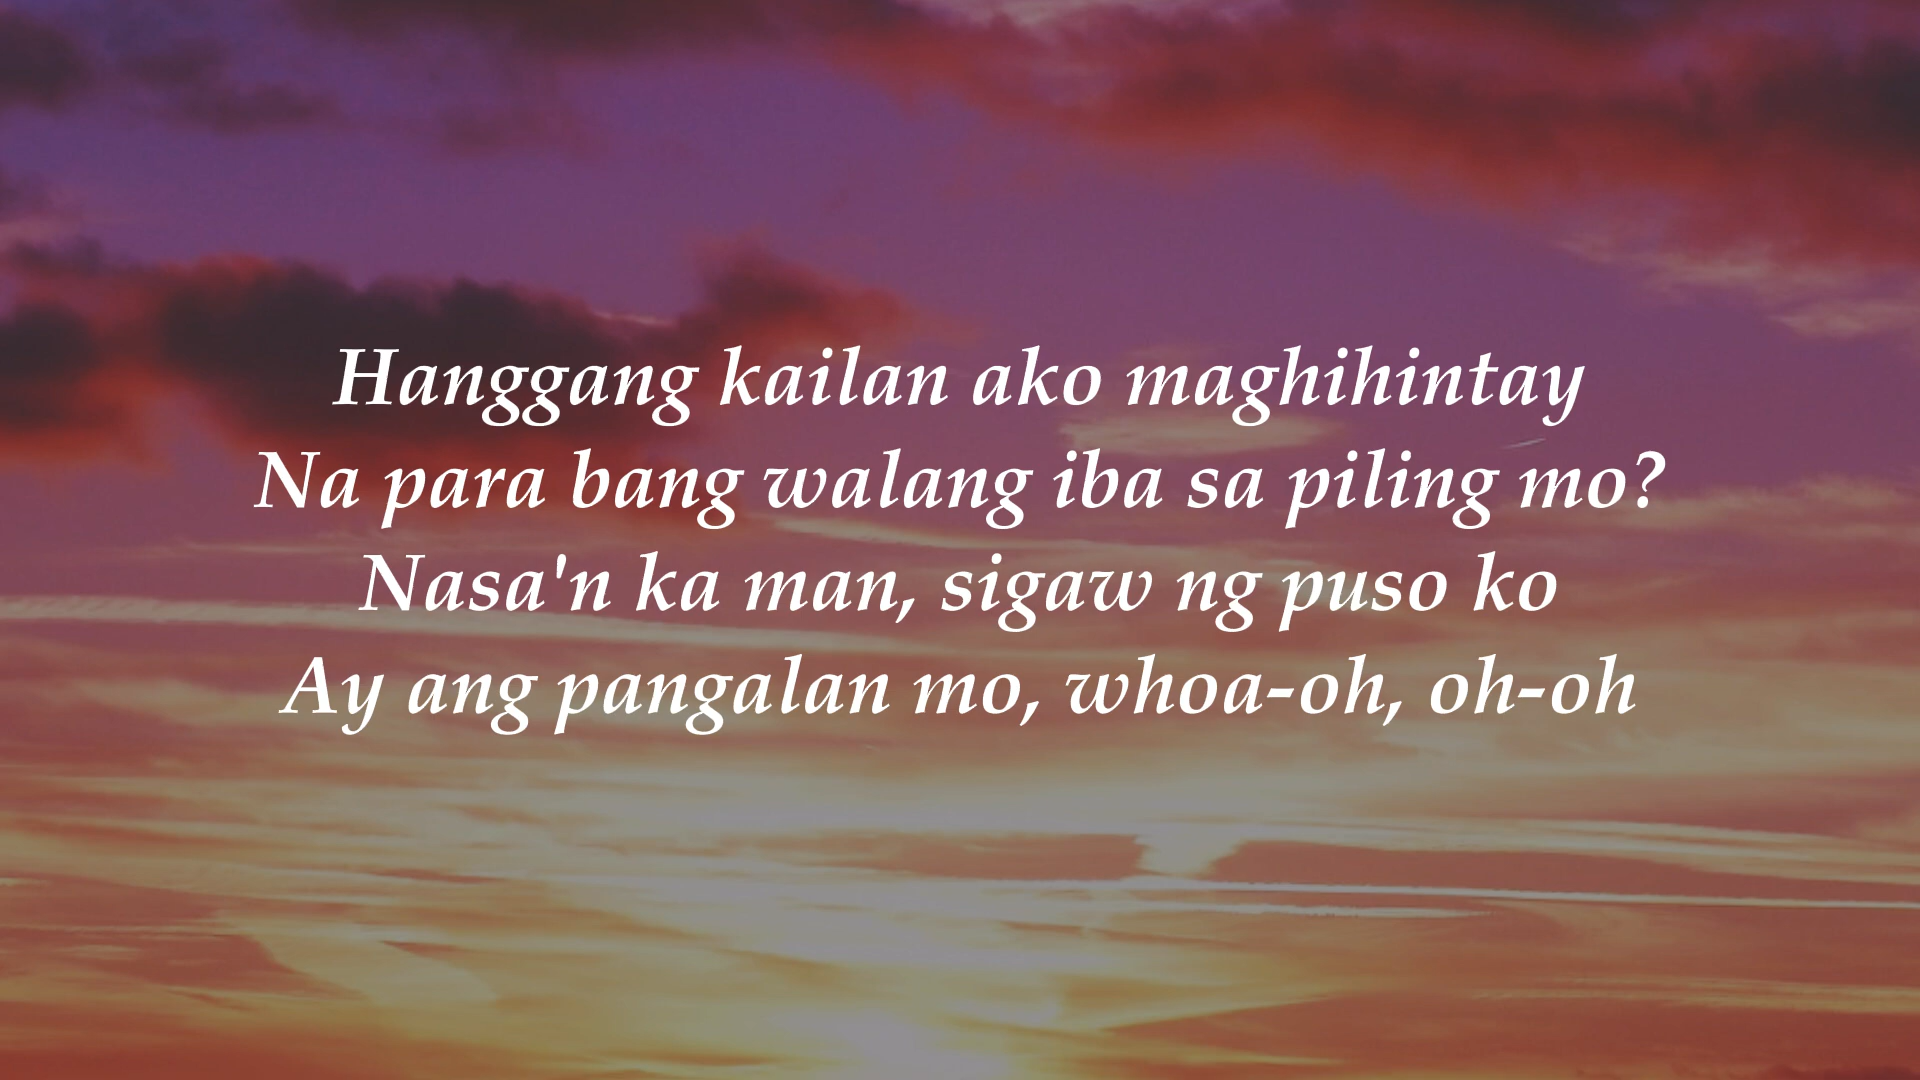 Hanggang kailan ako maghihintay
Na para bang walang iba sa piling mo?
Nasa'n ka man, sigaw ng puso ko
Ay ang pangalan mo, whoa-oh, oh-oh